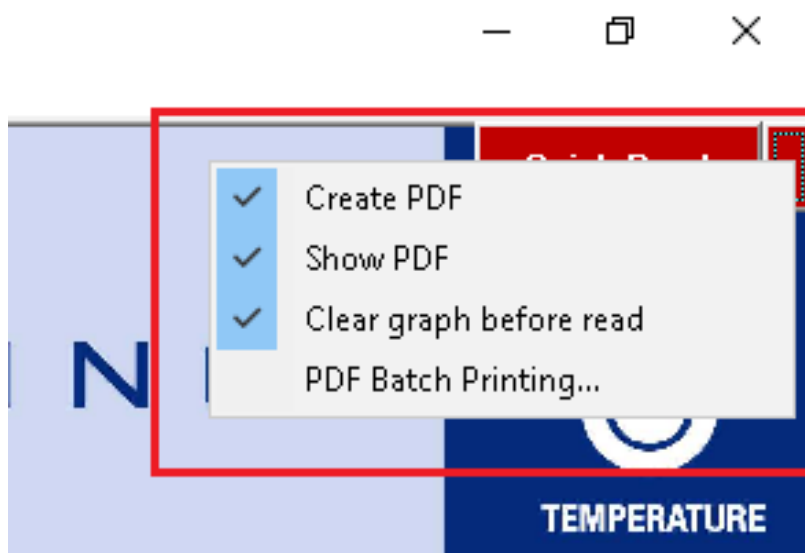 Create PDF
Show PDF
Clear graph before read
PDF Batch Printing...
N
TEMPERATURE